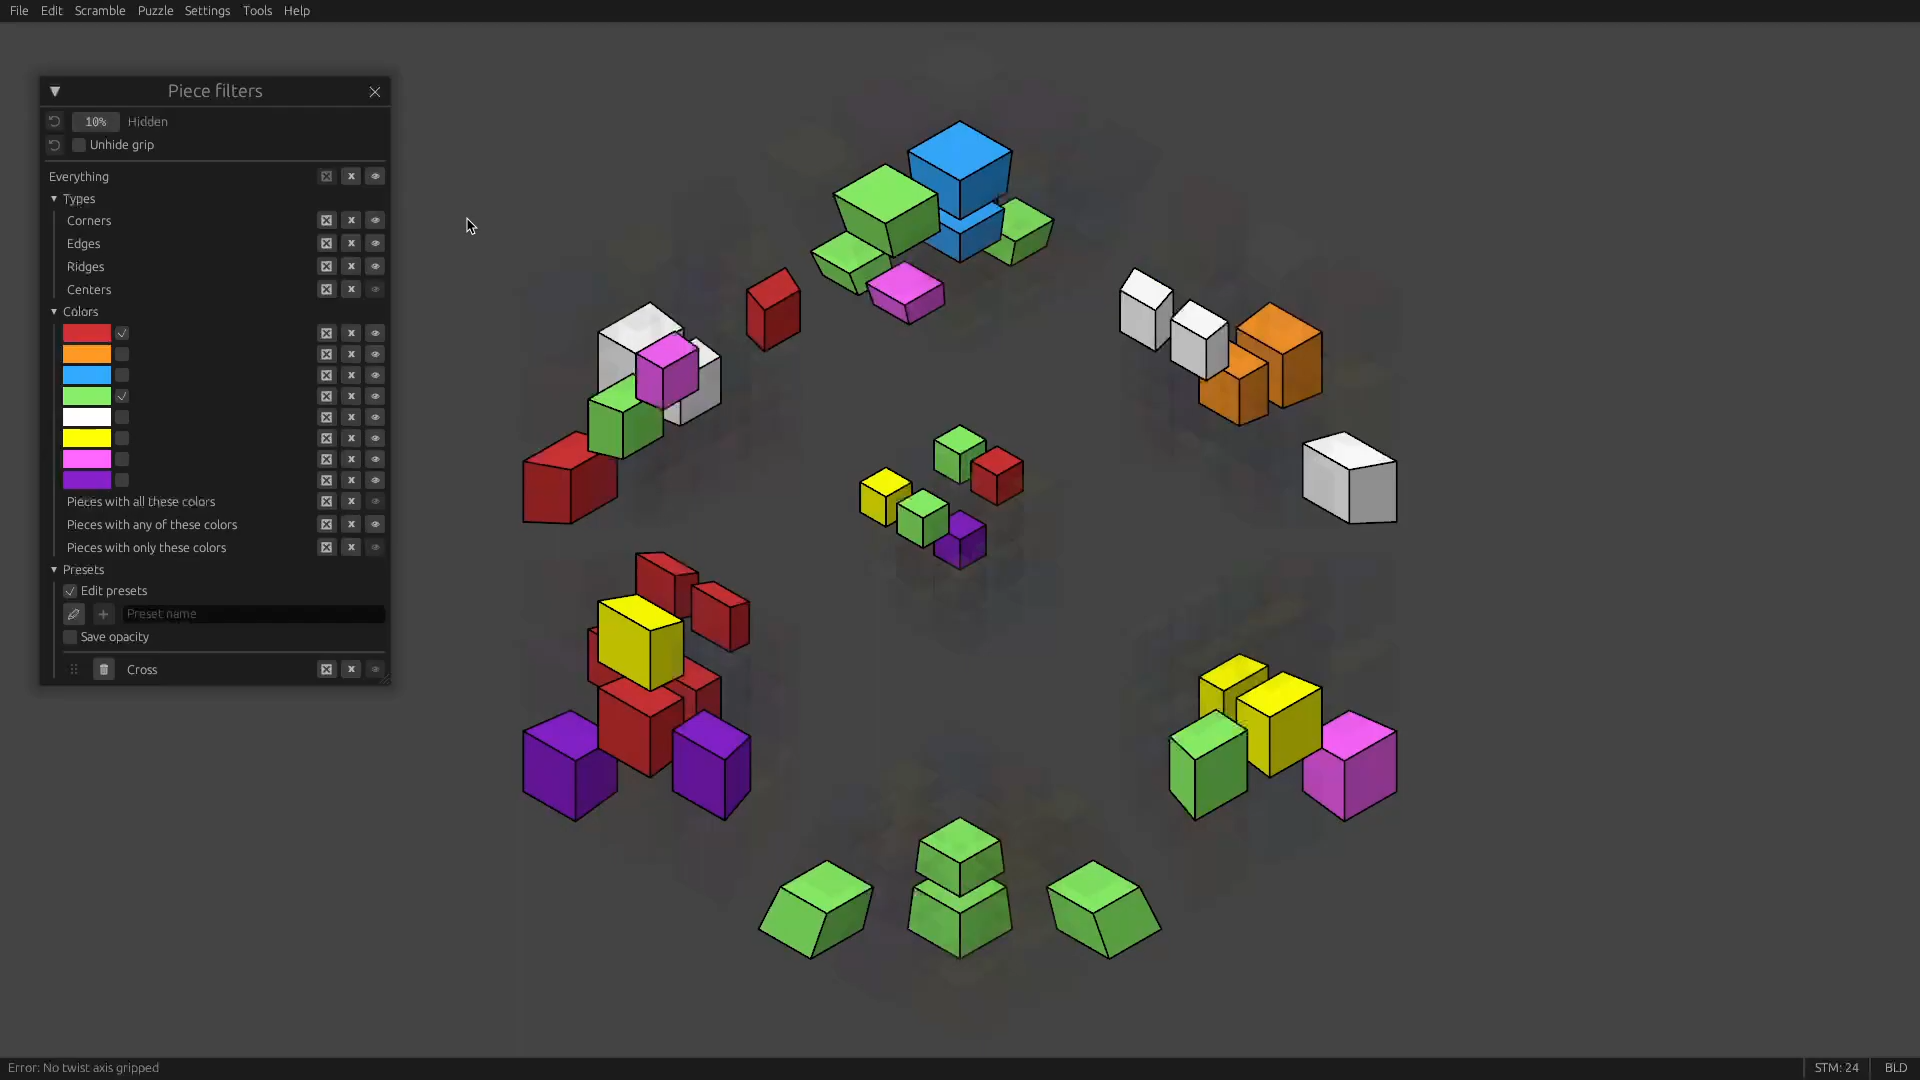 File Edit Scramble Puzzle Settings Tools Help
Piece filters
10% Hidden
Unhide grip
Everything
Types
Corners
Edges
Ridges
Centers
Colors
Pieces with all these colors
Pieces with any of these colors
Pieces with only these colors
Presets
Edit presets
Preset name
Save opacity
Cross
Error: No twist axis gripped
STM: 24 BLD